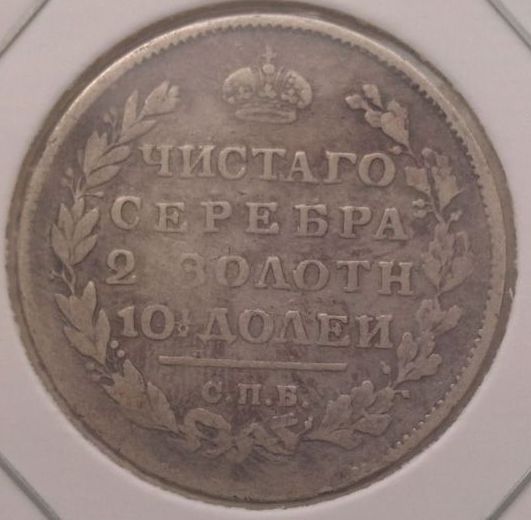 ЧИСТАГО
СЕРЕБРА
2 ЗОЛОТН
10½ ДОЛЕЙ
С.П.Б.